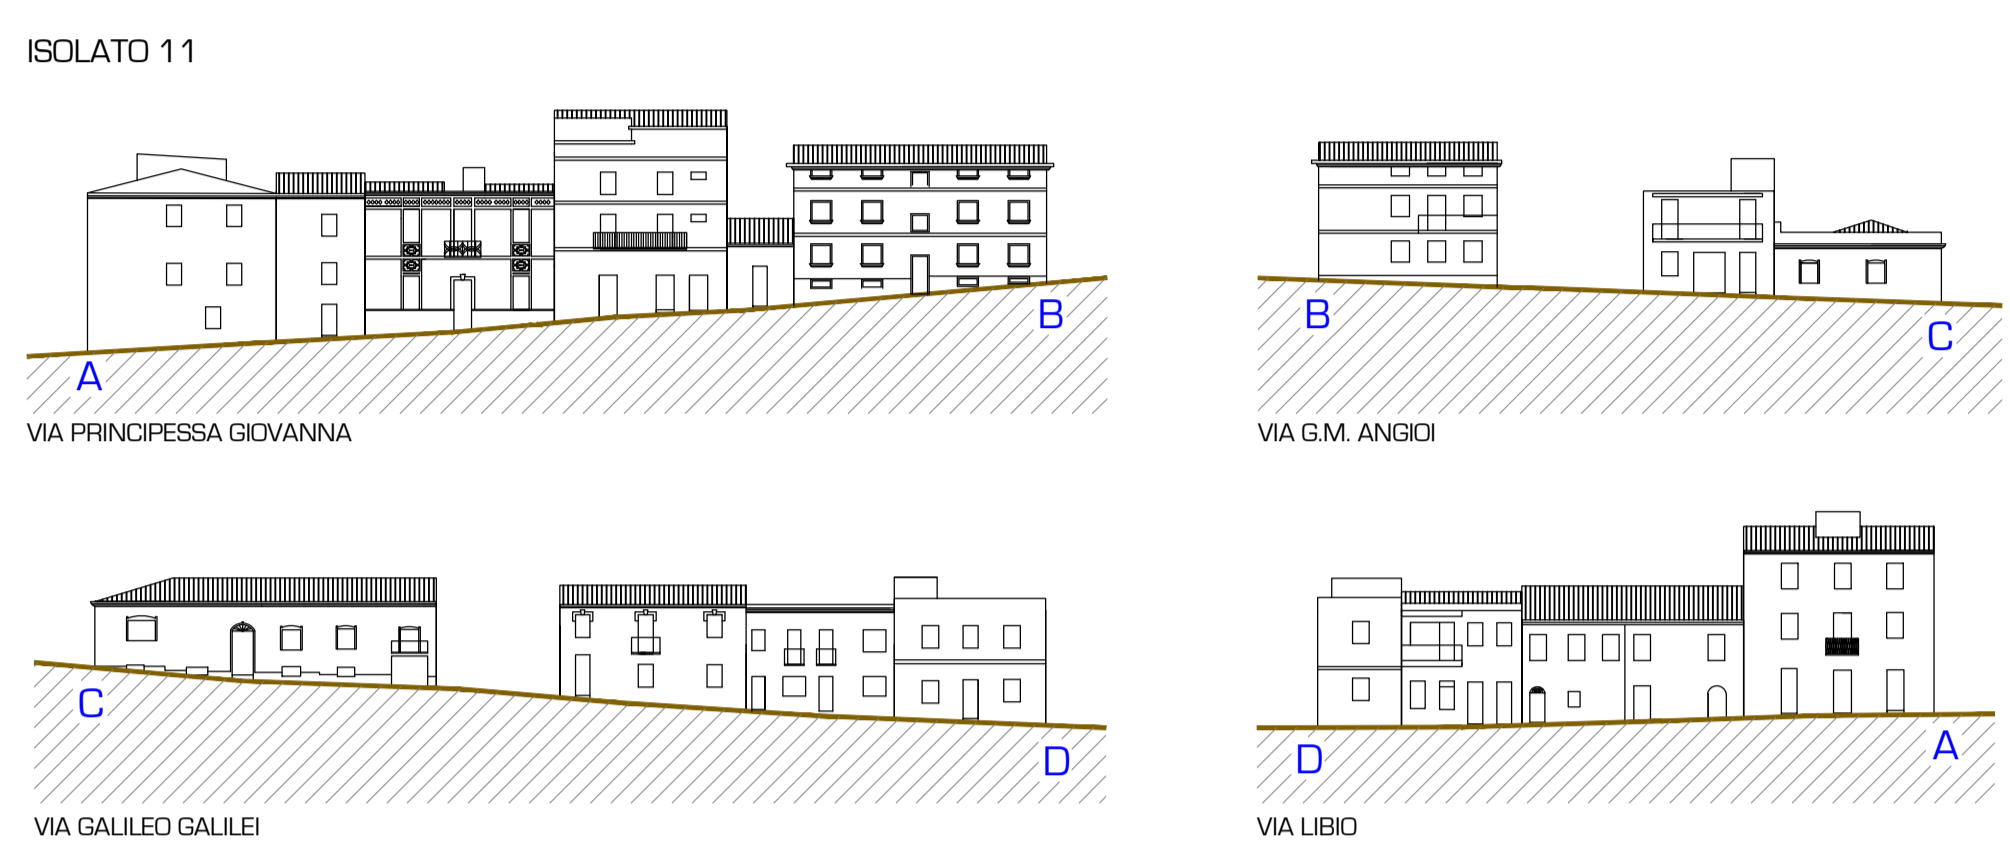 ISOLATO 11
A
B
VIA PRINCIPESSA GIOVANNA
B
C
VIA G.M. ANGIOI
C
D
VIA GALILEO GALILEI
D
A
VIA LIBIO